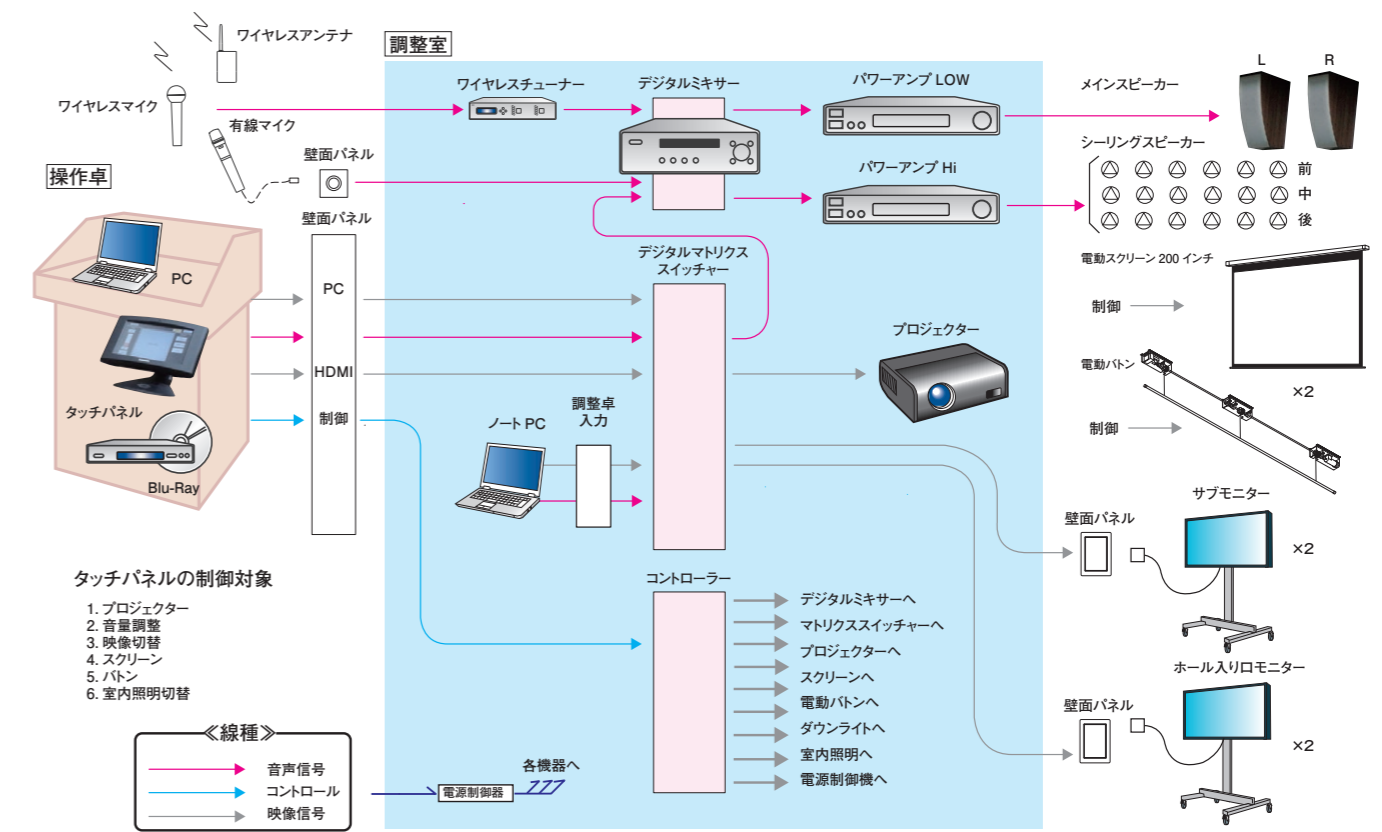 ワイヤレスアンテナ
調整室
ワイヤレスマイク
有線マイク
壁面パネル
操作卓
壁面パネル
PC
PC
HDMI
タッチパネル
制御
Blu-Ray
ワイヤレスチューナー
デジタルミキサー
パワーアンプ LOW
パワーアンプ Hi
デジタルマトリクス
スイッチャー
プロジェクター
ノート PC
調整卓
入力
メインスピーカー
L
R
シーリングスピーカー
前
中
後
電動スクリーン 200 インチ
制御
×2
電動バトン
制御
サブモニター
壁面パネル
×2
ホール入り口モニター
壁面パネル
×2
コントローラー
デジタルミキサーへ
マトリクススイッチャーへ
プロジェクターへ
スクリーンへ
電動バトンへ
ダウンライトへ
室内照明へ
電源制御機へ
タッチパネルの制御対象
1. プロジェクター
2. 音量調整
3. 映像切替
4. スクリーン
5. バトン
6. 室内照明切替
≪線種≫
音声信号
コントロール
映像信号
電源制御器
各機器へ